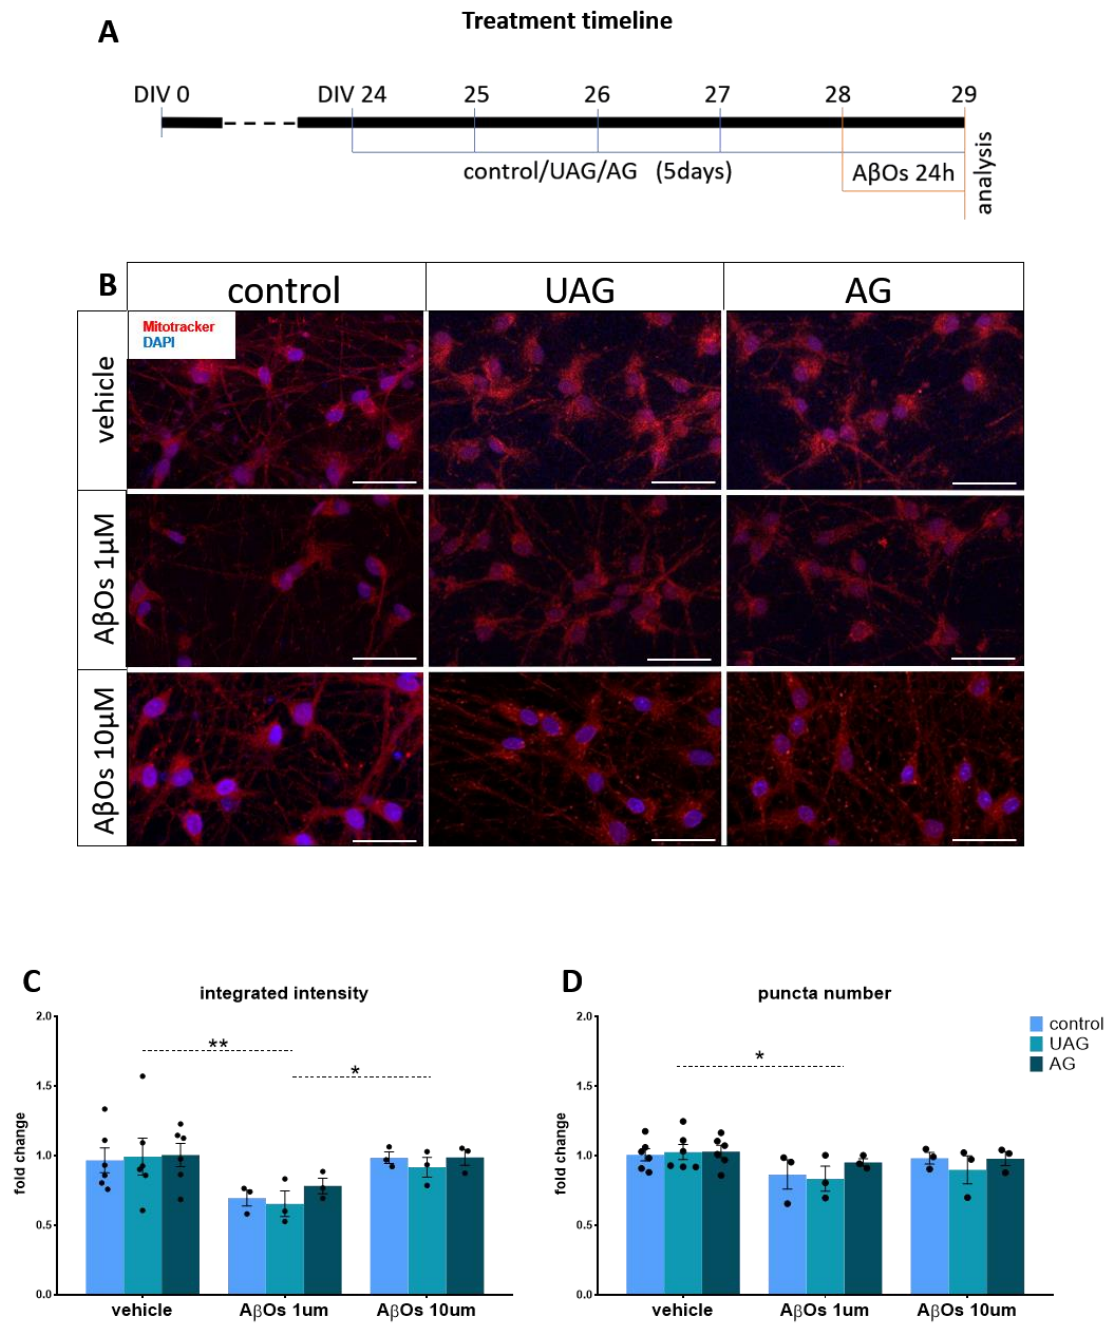 Treatment timeline
A
DIV 0 DIV 24 25 26 27 28 29
control/UAG/AG (5days) AβOs 24h
analysis
B control UAG AG
Mitotracker
DAPI
vehicle
AβOs 1μM
AβOs 10μM
C
integrated intensity
fold change
2.0
1.5
1.0
0.5
0.0
**
*
vehicle AβOs 1um AβOs 10um
D
puncta number
fold change
2.0
1.5
1.0
0.5
0.0
*
vehicle AβOs 1um AβOs 10um
control
UAG
AG